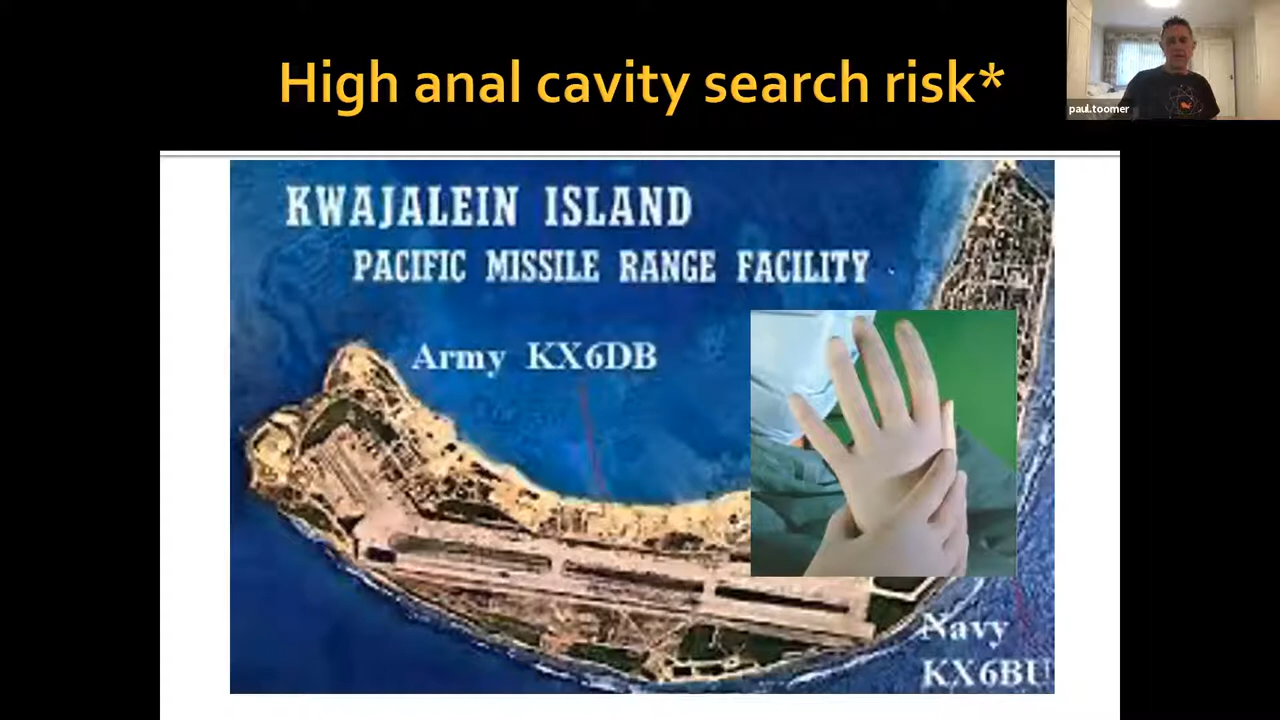 High anal cavity search risk*
paul.toomer
KWAJALEIN ISLAND
PACIFIC MISSILE RANGE FACILITY
Army KX6DB
Navy
KX6BU